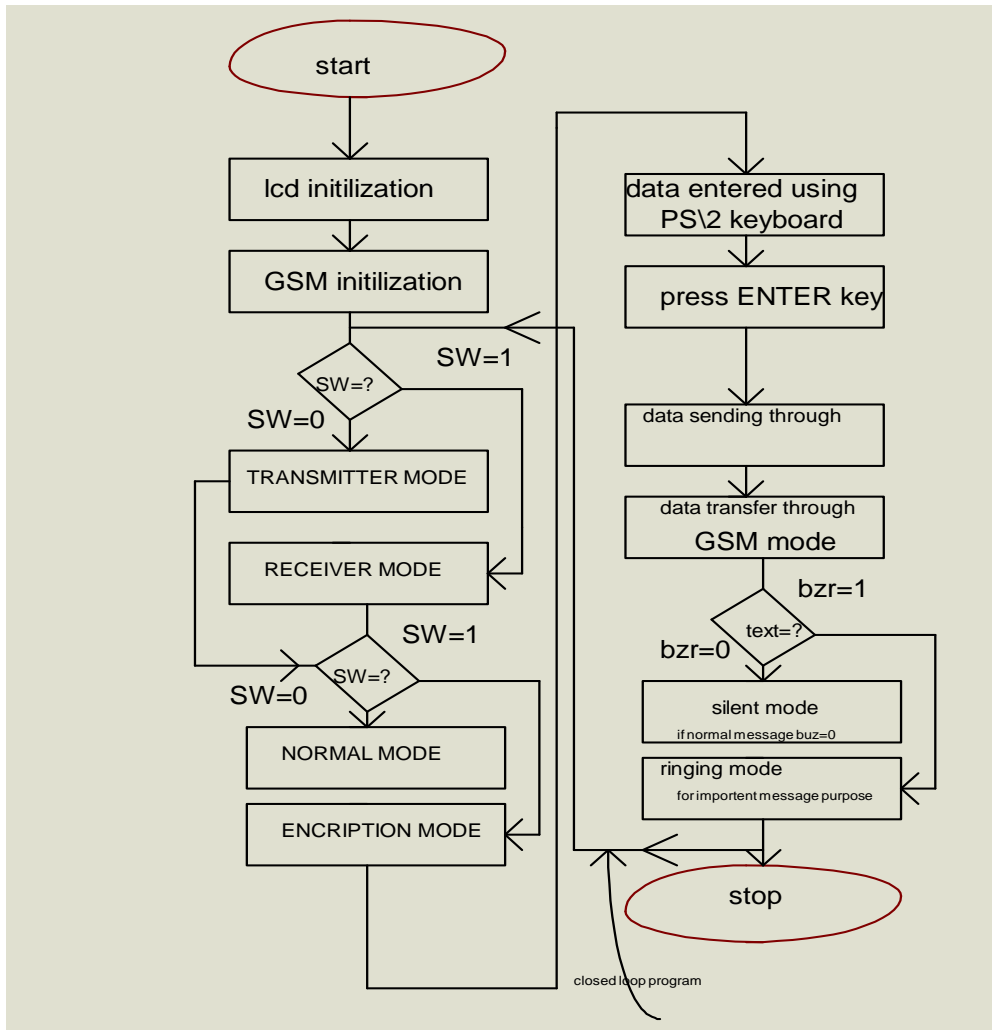 start
lcd initilization
GSM initilization
SW=1
SW=?
SW=0
TRANSMITTER MODE
RECEIVER MODE
SW=1
SW=?
SW=0
NORMAL MODE
ENCRIPTION MODE
data entered using
PS\2 keyboard
press ENTER key
data sending through
data transfer through
GSM mode
bzr=1
text=?
bzr=0
silent mode
if normal message buz=0
ringing mode
for importent message purpose
stop
closed loop program